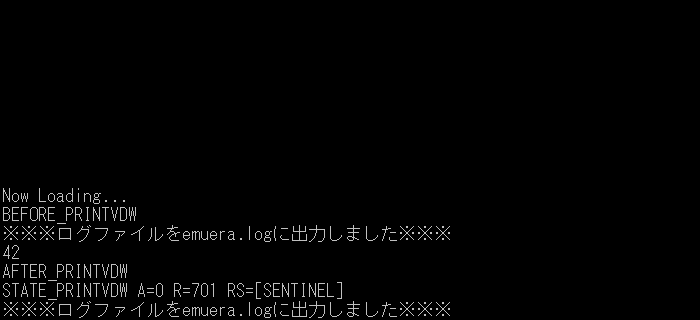 Now Loading...
BEFORE_PRINTVDW
※※※ログファイルをemuera.logに出力しました※※※
42
AFTER_PRINTVDW
STATE_PRINTVDW A=0 R=701 RS=[SENTINEL]
※※※ログファイルをemuera.logに出力しました※※※